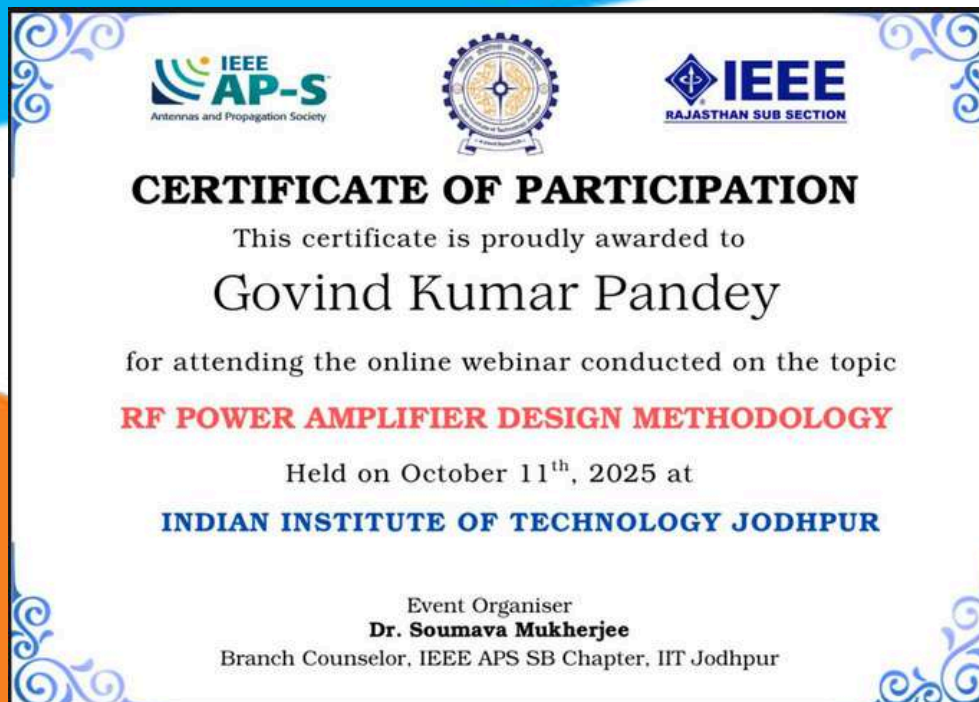 IEEE
AP-S
Antennas and Propagation Society
IEEE
RAJASTHAN SUB SECTION
CERTIFICATE OF PARTICIPATION
This certificate is proudly awarded to
Govind Kumar Pandey
for attending the online webinar conducted on the topic
RF POWER AMPLIFIER DESIGN METHODOLOGY
Held on October 11th, 2025 at
INDIAN INSTITUTE OF TECHNOLOGY JODHPUR
Event Organiser
Dr. Soumava Mukherjee
Branch Counselor, IEEE APS SB Chapter, IIT Jodhpur